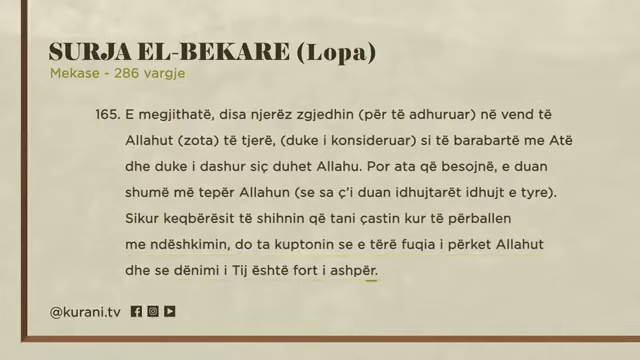 SURJA EL-BEKARE (Lopa)
Mekase - 286 vargje
165. E megjithatë, disa njerëz zgjedhin (për të adhuruar) në vend të
Allahut (zota) të tjerë, (duke i konsideruar) si të barabartë me Atë
dhe duke i dashur siç duhet Allahu. Por ata që besojnë, e duan
shumë më tepër Allahun (se sa ç'i duan idhujtarët idhujt e tyre).
Sikur keqbërësit të shihnin që tani çastin kur të përballen
me ndëshkimin, do ta kuptonin se e tërë fuqia i përket Allahut
dhe se dënimi i Tij është fort i ashpër.
@kurani.tv